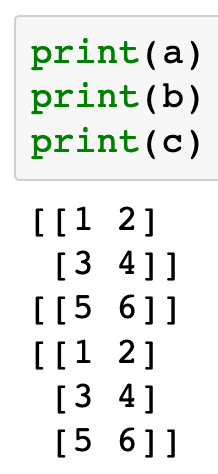 print(a)
print(b)
print(c)
[[1 2]
 [3 4]]
[[5 6]]
[[1 2]
 [3 4]
 [5 6]]